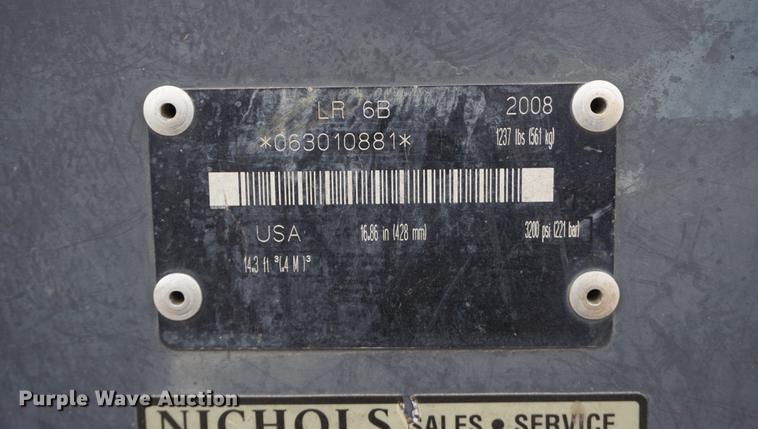 LR 6B 2008
*063010881* 1237 lbs (561 kg)
USA 16.86 in (428 mm) 3200 psi (221 bar)
14.3 ft ³(.4 M )³
Purple Wave Auction
NICHOLS SALES • SERVICE